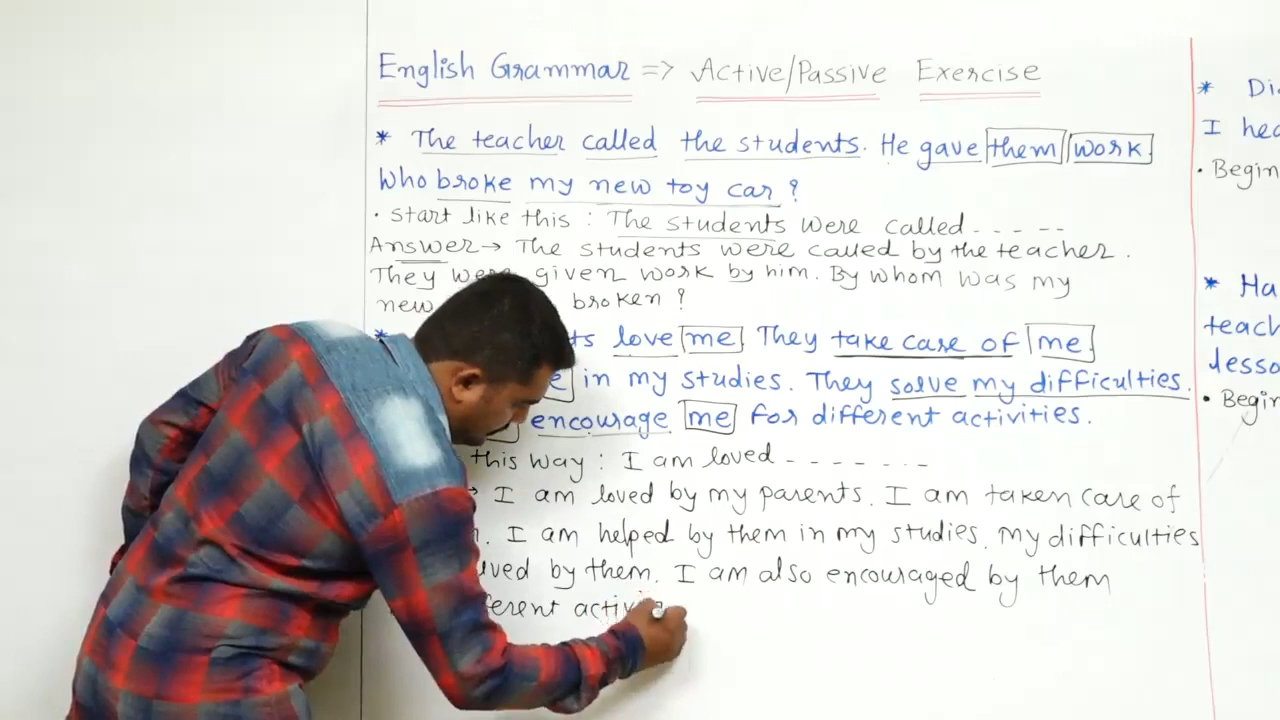 English Grammar => Active/Passive Exercise
* The teacher called the students. He gave them work.
Who broke my new toy car?
• Start like this : The students were called - - - - -
Answer → The students were called by the teacher.
They were given work by him. By whom was my
new broken ?
* love me. They take care of me.
in my studies. They solve my difficulties.
encourage me for different activities.
this way : I am loved - - - - - - -
→ I am loved by my parents. I am taken care of
I am helped by them in my studies. my difficulties
by them. I am also encouraged by them
*
I
• Begin
*
• Begin